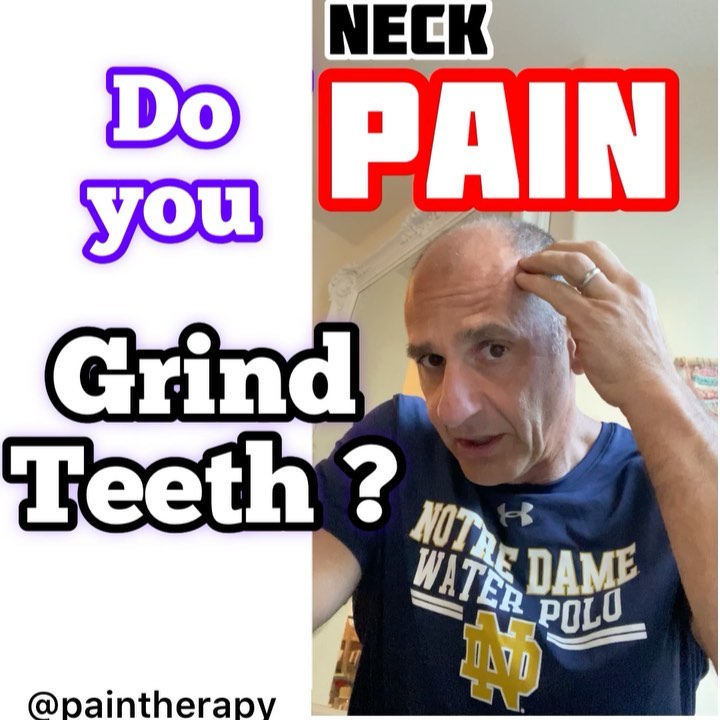 NECK
PAIN
Do
you
Grind
Teeth ?
NOTRE DAME
WATER POLO
ND
@paintherapy